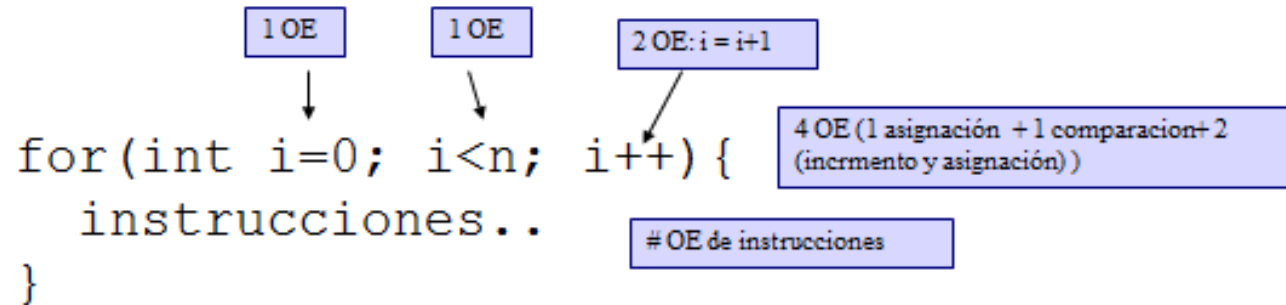 1 OE
1 OE
2 OE: i = i+1
for(int i=0; i<n; i++){
4 OE (1 asignación + 1 comparacion+ 2
(incrmento y asignación) )
instrucciones..
# OE de instrucciones
}